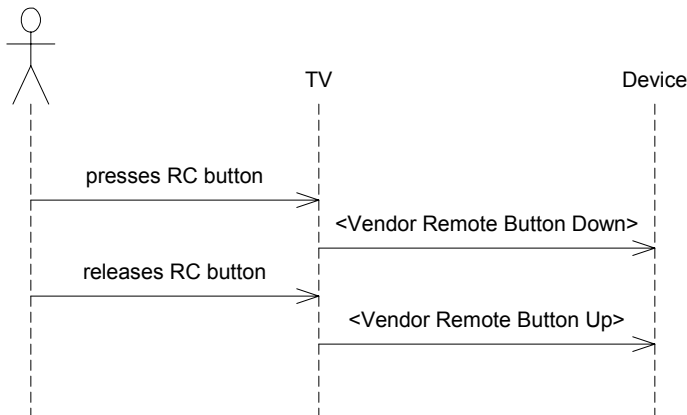 TV
Device
presses RC button
<Vendor Remote Button Down>
releases RC button
<Vendor Remote Button Up>